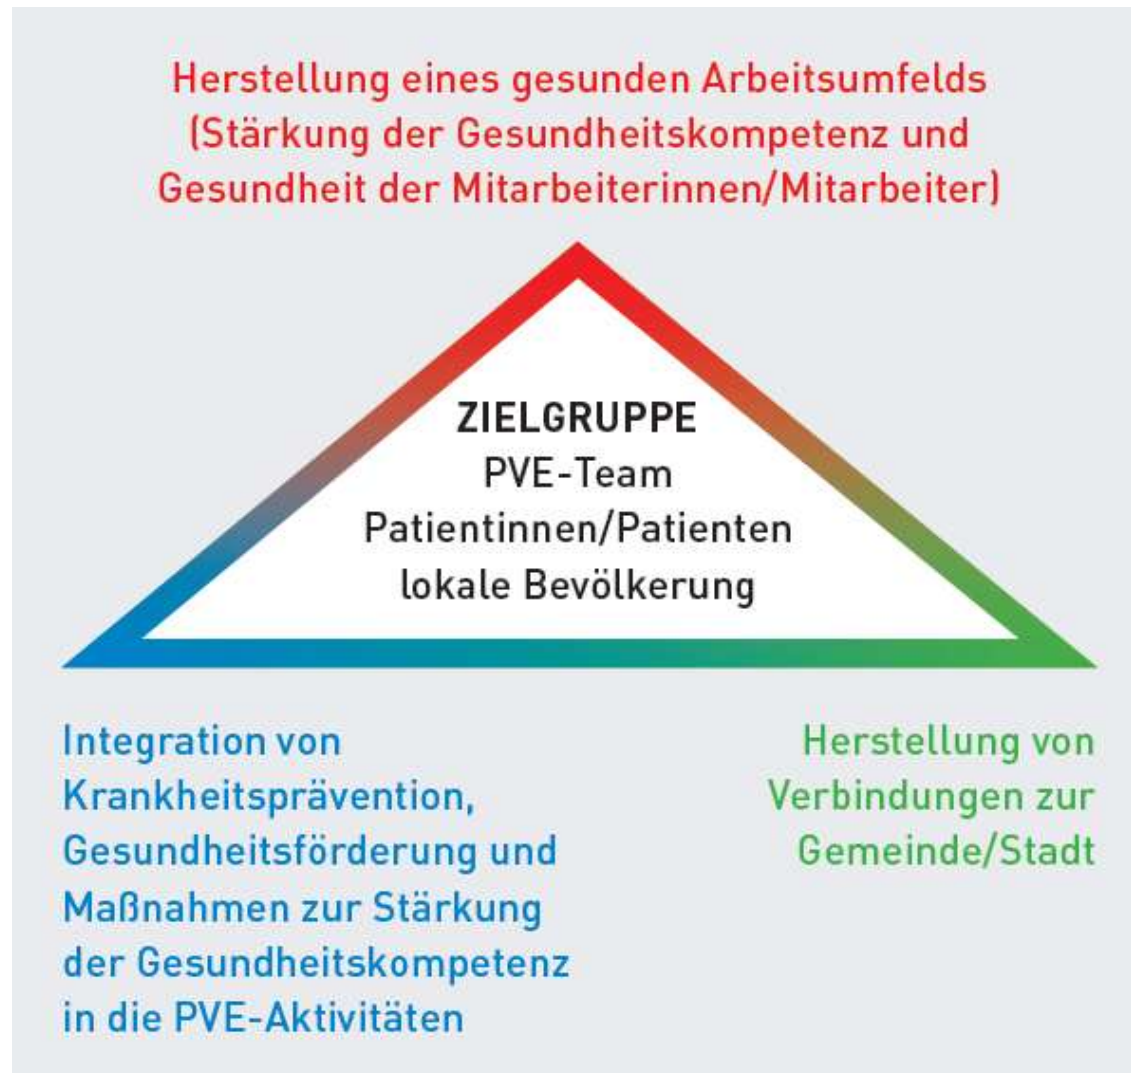 Herstellung eines gesunden Arbeitsumfelds
(Stärkung der Gesundheitskompetenz und
Gesundheit der Mitarbeiterinnen/Mitarbeiter)
ZIELGRUPPE
PVE-Team
Patientinnen/Patienten
lokale Bevölkerung
Integration von
Krankheitsprävention,
Gesundheitsförderung und
Maßnahmen zur Stärkung
der Gesundheitskompetenz
in die PVE-Aktivitäten
Herstellung von
Verbindungen zur
Gemeinde/Stadt